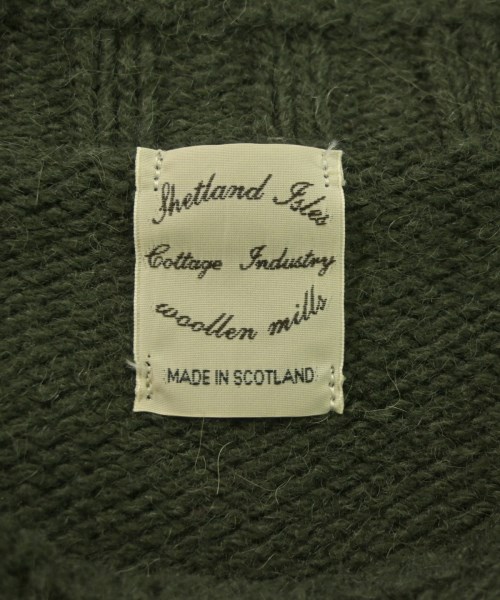 Shetland Isles
Cottage Industry
woollen mills
MADE IN SCOTLAND